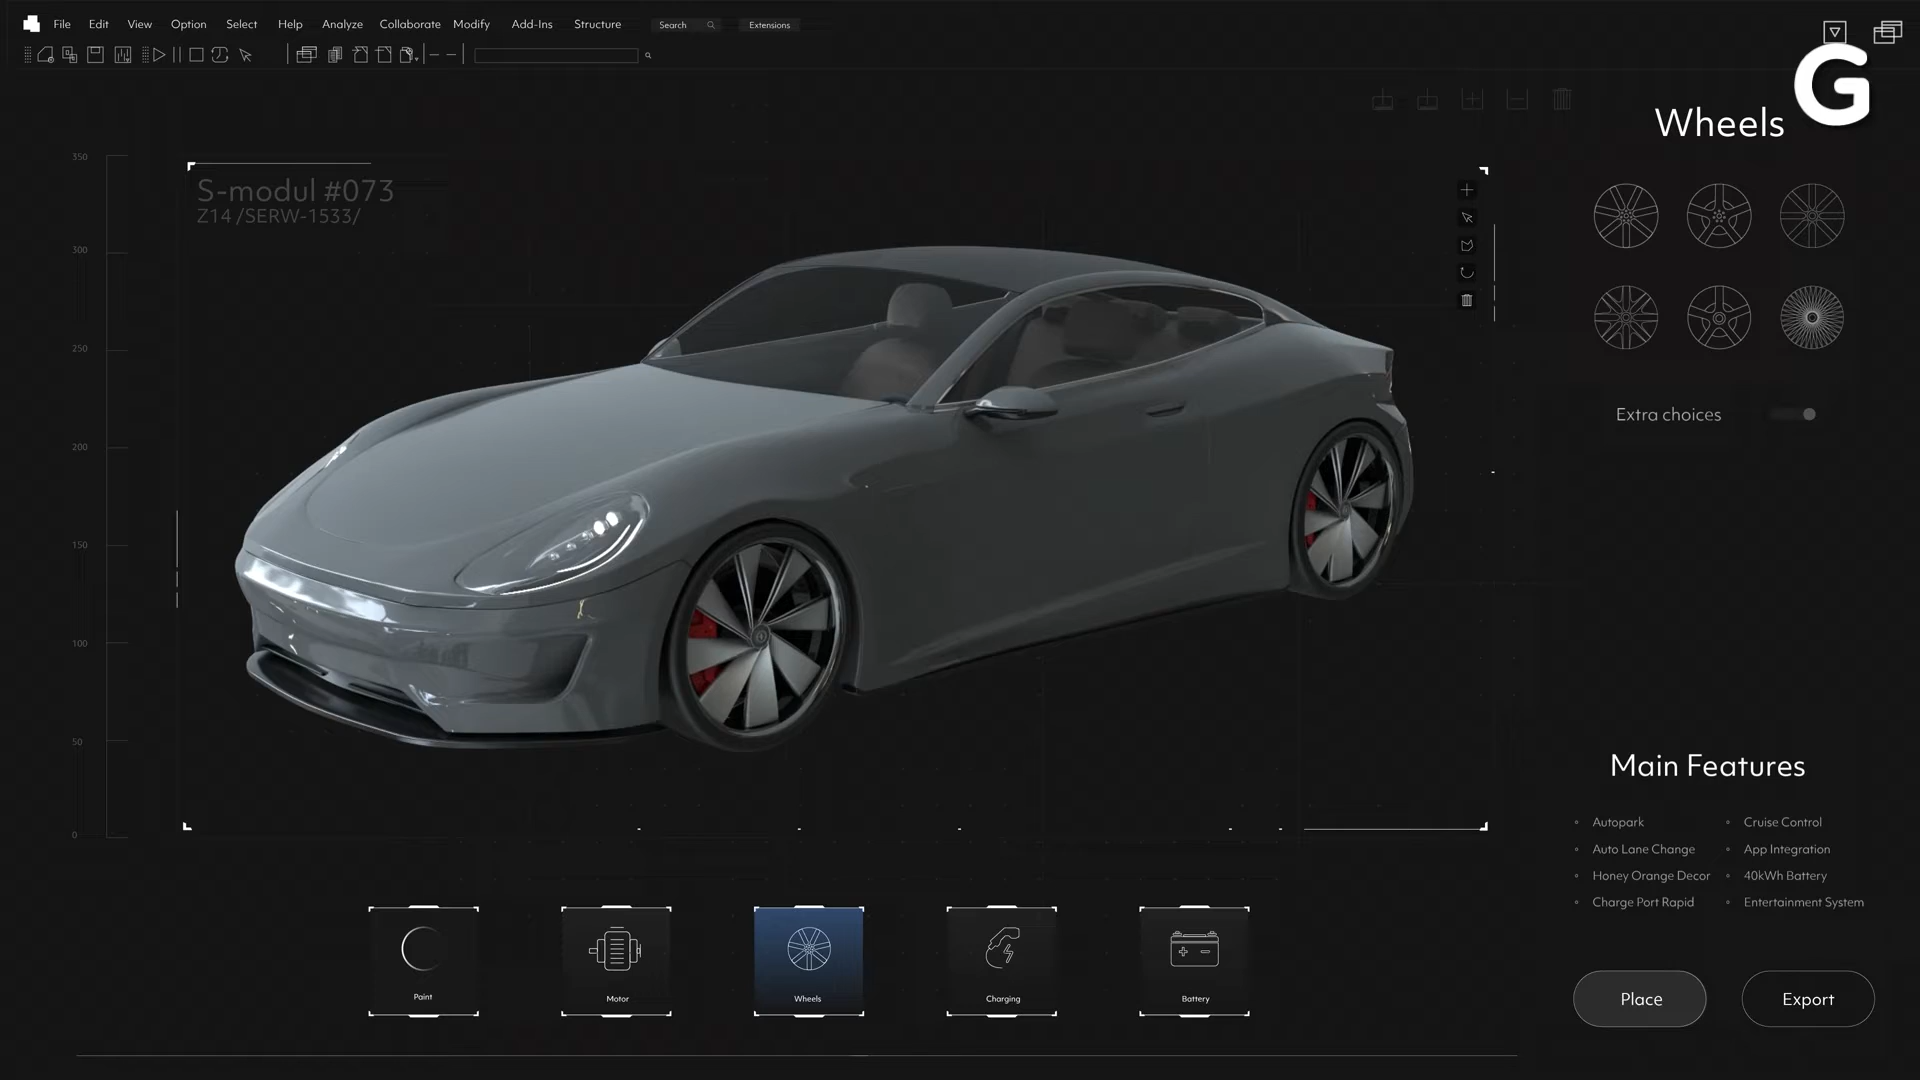 File Edit View Option Select Help Analyze Collaborate Modify Add-Ins Structure Search Extensions
G
Wheels
S-modul #073
Z14 /SERW-1533/
350
300
250
200
150
100
50
0
Extra choices
Main Features
Autopark
Cruise Control
Auto Lane Change
App Integration
Honey Orange Decor
40kWh Battery
Charge Port Rapid
Entertainment System
Paint
Motor
Wheels
Charging
Battery
Place
Export